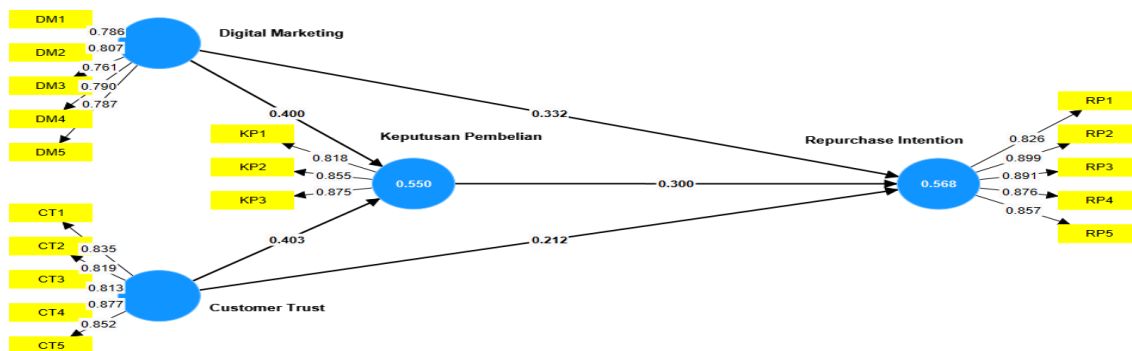 DM1
DM2
DM3
DM4
DM5
0.786
0.807
0.761
0.790
0.787
Digital Marketing
0.400
0.332
KP1
KP2
KP3
0.818
0.855
0.875
Keputusan Pembelian
0.550
0.300
Repurchase Intention
0.568
RP1
RP2
RP3
RP4
RP5
0.826
0.899
0.891
0.876
0.857
CT1
CT2
CT3
CT4
CT5
0.835
0.819
0.813
0.877
0.852
0.403
0.212
Customer Trust